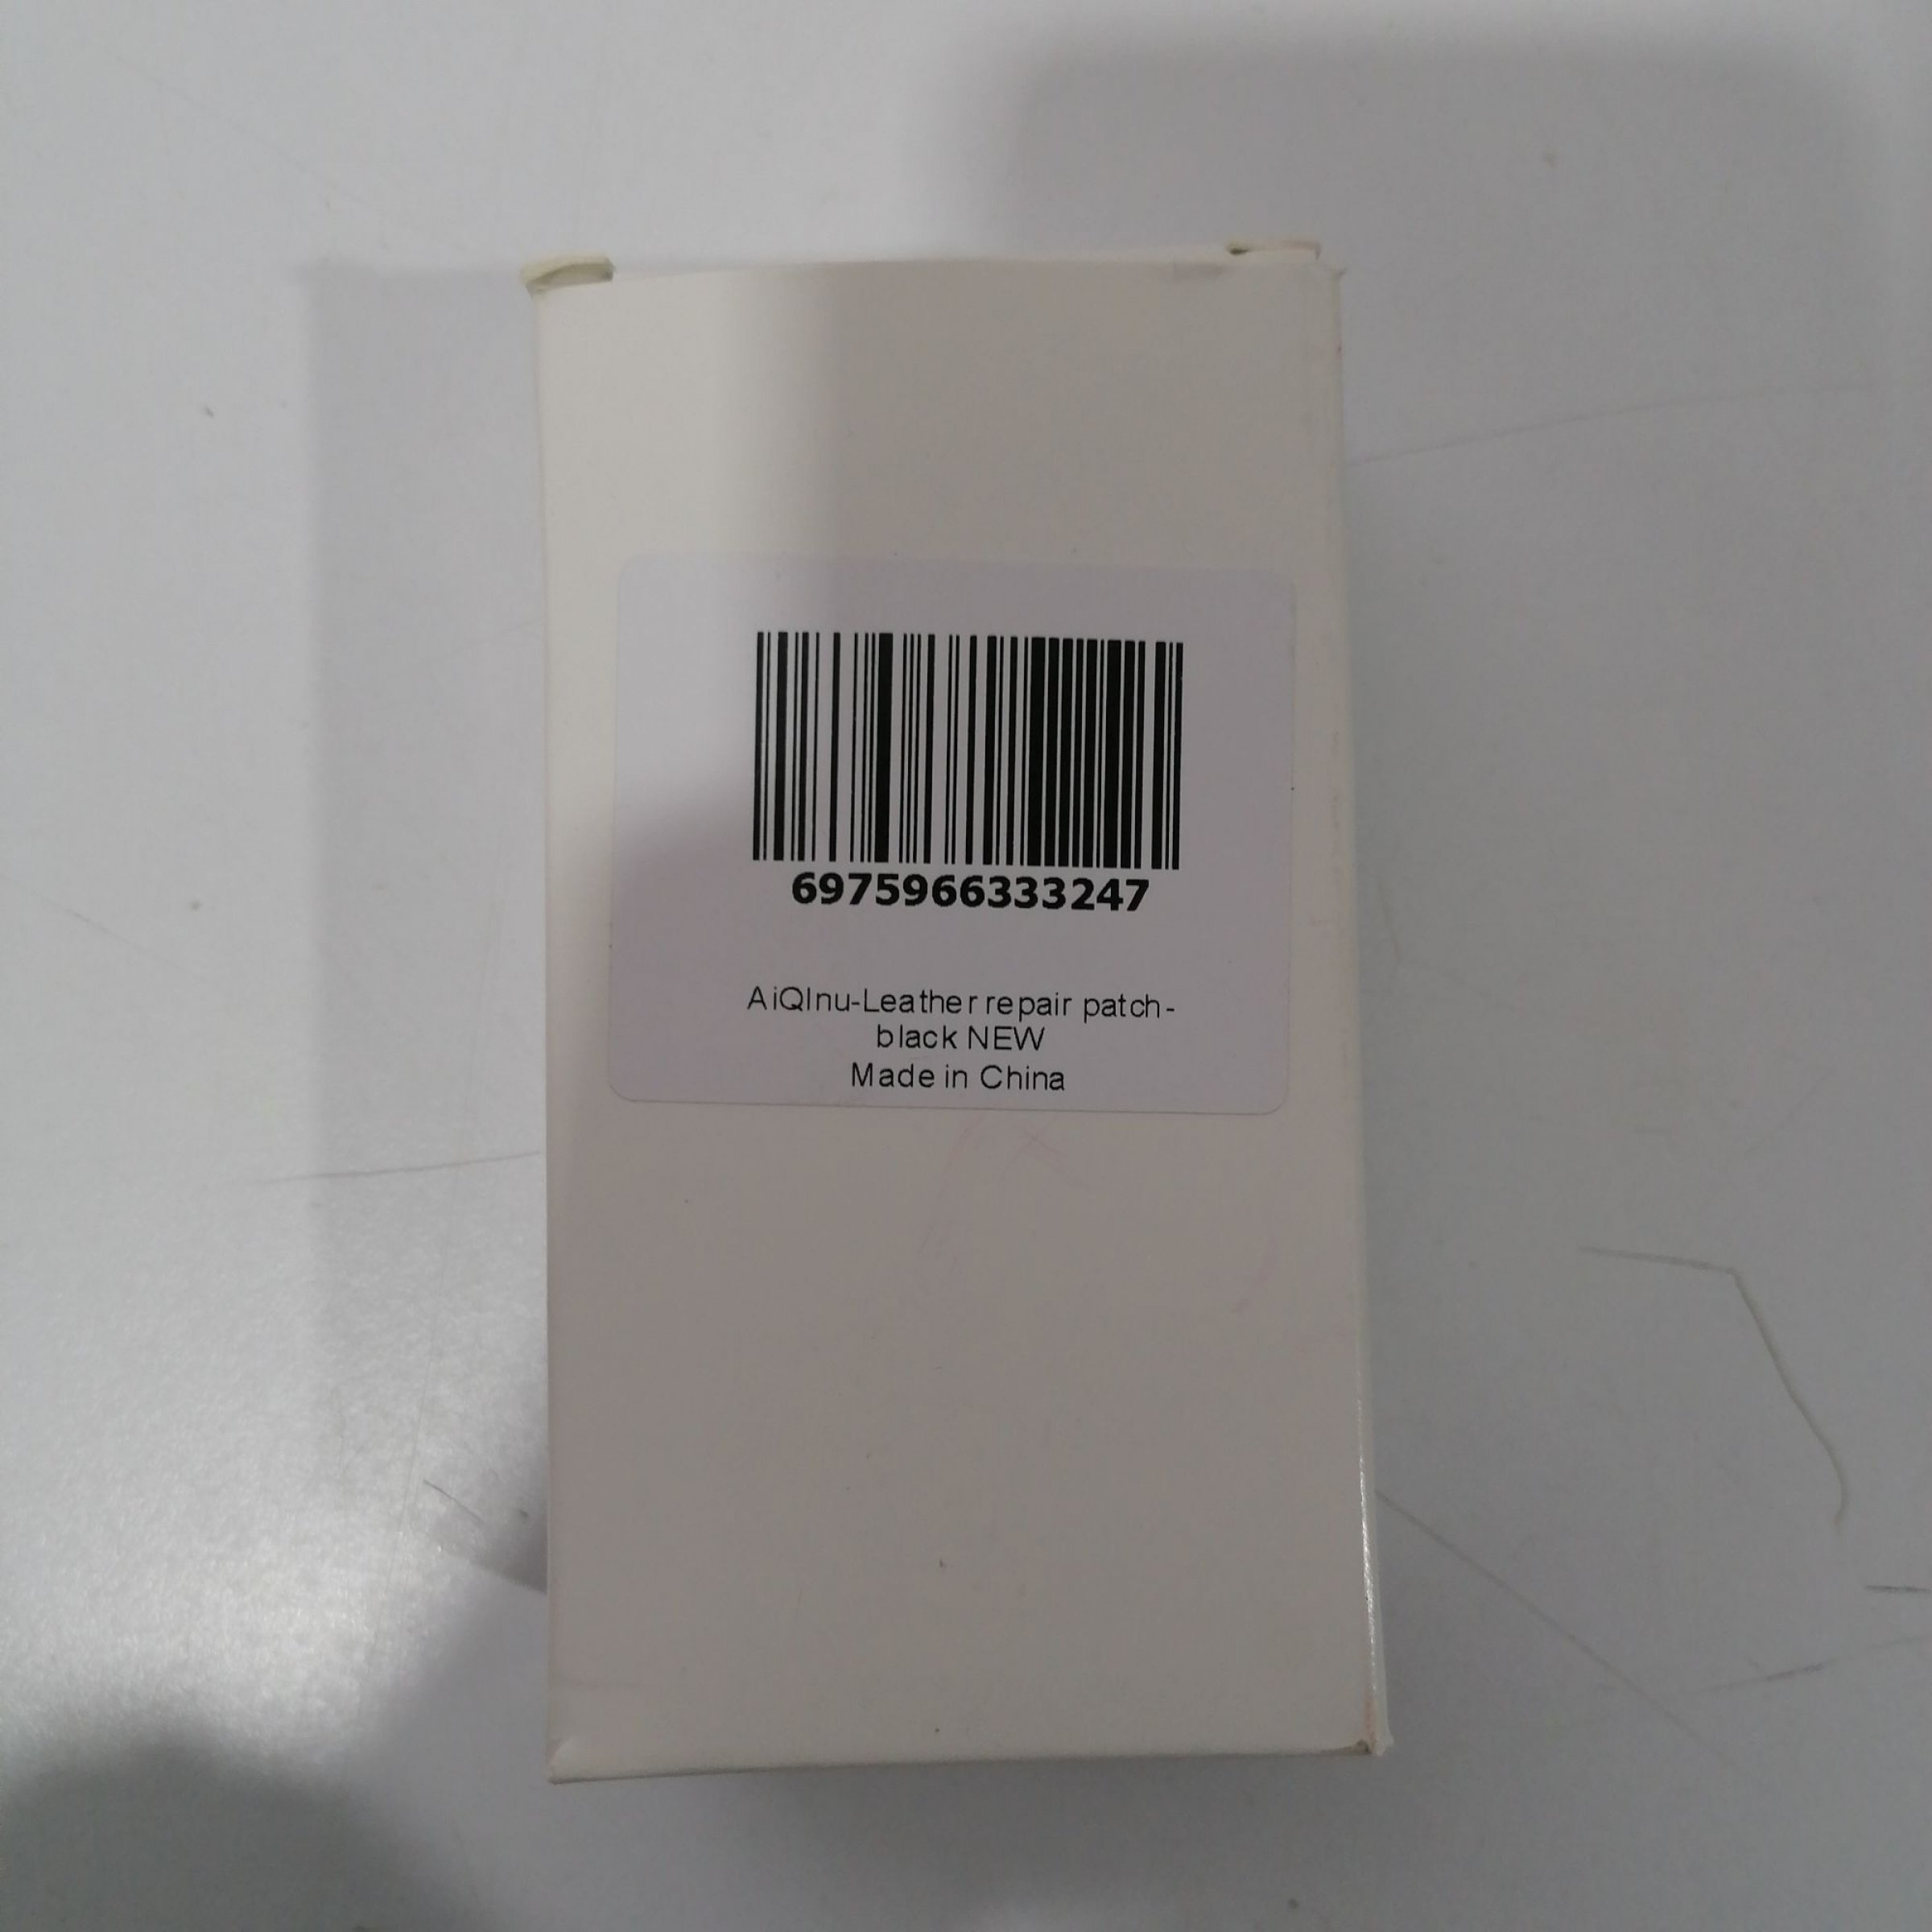 6975966333247
AiQInu-Leather repair patch-
black NEW
Made in China